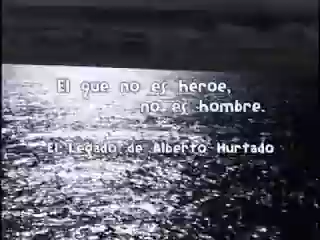 El que no es héroe,
no es hombre.
El Legado de Alberto Hurtado